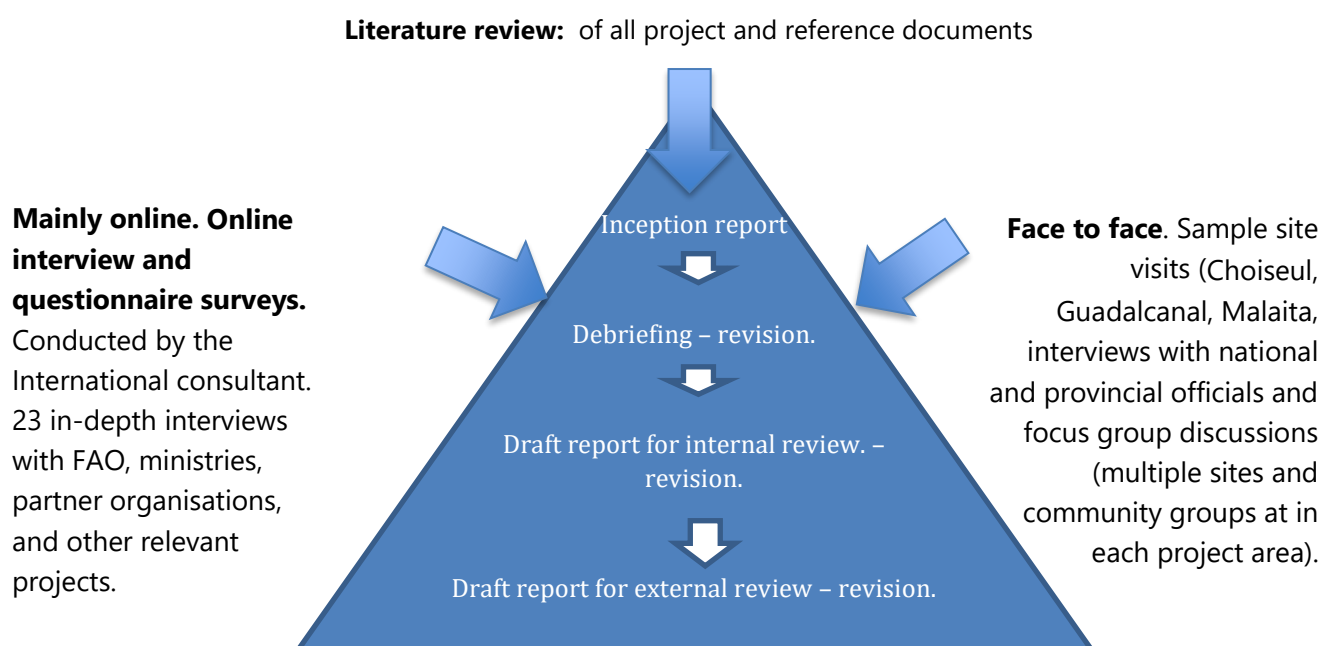 Literature review: of all project and reference documents
Mainly online. Online
interview and
questionnaire surveys.
Conducted by the
International consultant.
23 in-depth interviews
with FAO, ministries,
partner organisations,
and other relevant
projects.
Inception report
Debriefing – revision.
Draft report for internal review. –
revision.
Draft report for external review – revision.
Face to face. Sample site
visits (Choiseul,
Guadalcanal, Malaita,
interviews with national
and provincial officials and
focus group discussions
(multiple sites and
community groups at in
each project area).